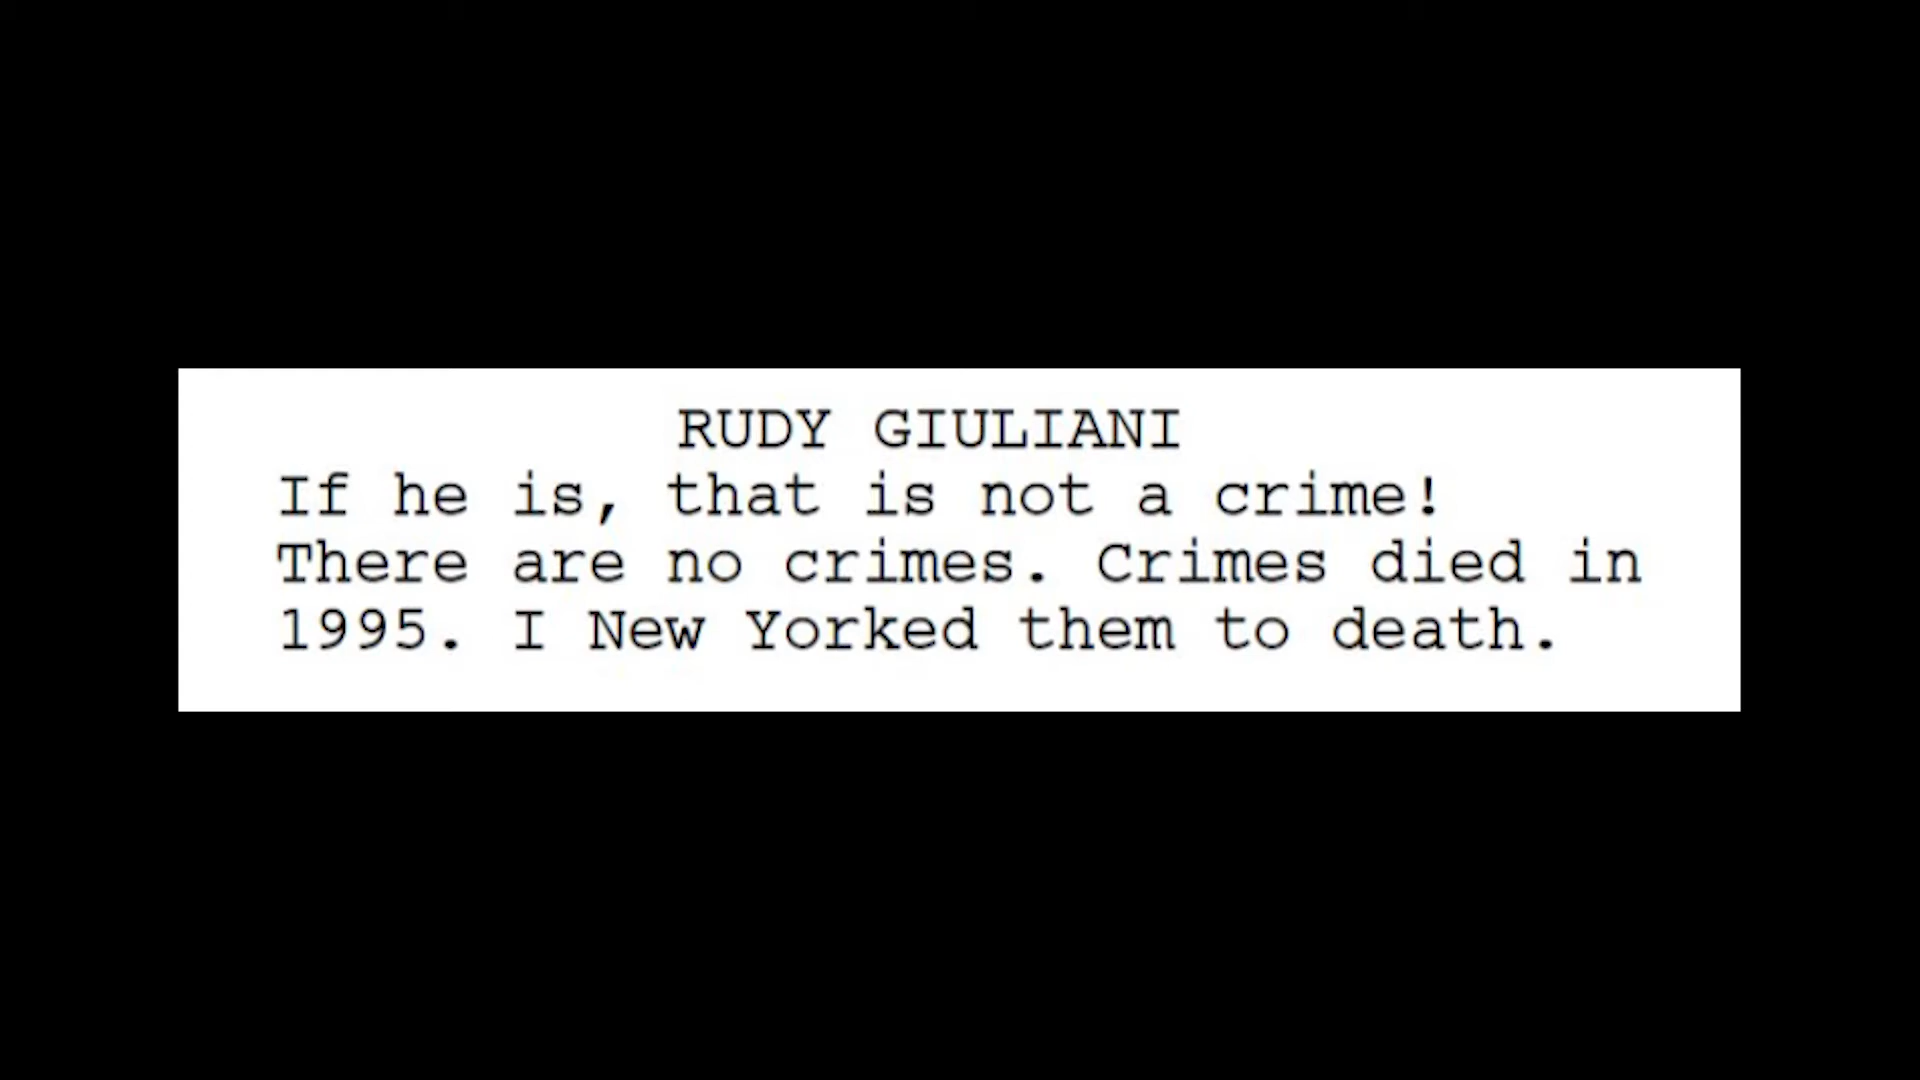 RUDY GIULIANI
If he is, that is not a crime!
There are no crimes. Crimes died in
1995. I New Yorked them to death.